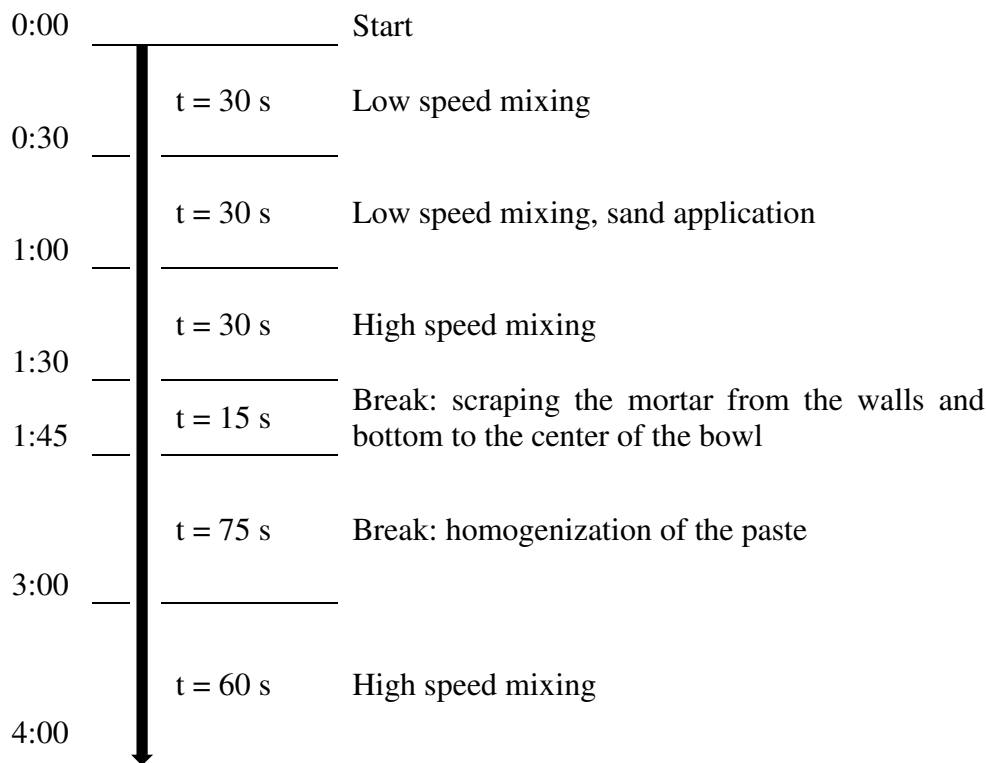 0:00 Start
t = 30 s Low speed mixing
0:30
t = 30 s Low speed mixing, sand application
1:00
t = 30 s High speed mixing
1:30
t = 15 s Break: scraping the mortar from the walls and
bottom to the center of the bowl
1:45
t = 75 s Break: homogenization of the paste
3:00
t = 60 s High speed mixing
4:00